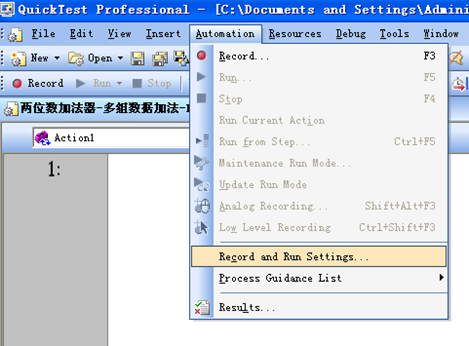 QuickTest Professional - [C:\Documents and Settings\Admini
File Edit View Insert Automation Resources Debug Tools Window
New Open
Record Run Stop
两位数加法器-多组数据加法-
Action1
1:
Record... F3
Run... F5
Stop F4
Run Current Action
Run from Step... Ctrl+F5
Maintenance Run Mode...
Update Run Mode
Analog Recording... Shift+Alt+F3
Low Level Recording Ctrl+Shift+F3
Record and Run Settings...
Process Guidance List
Results...